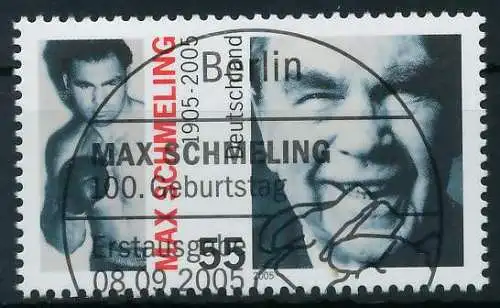 MAX SCHMELING
1905-2005
Deutschland
Berlin
MAX SCHMELING
100. Geburtstag
Erstausgabe
08.09.2005
55
2005